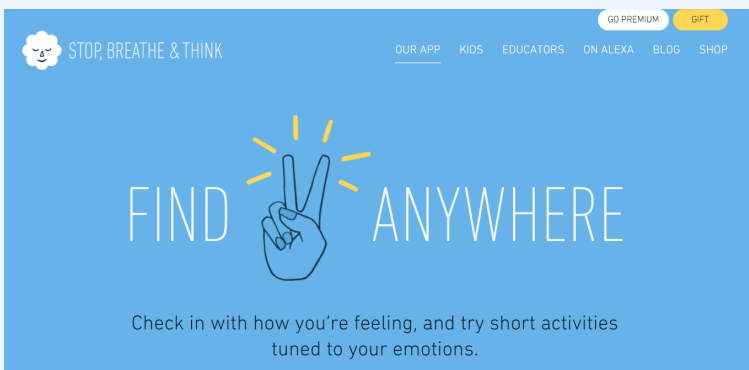 GO PREMIUM GIFT
STOP, BREATHE & THINK OUR APP KIDS EDUCATORS ON ALEXA BLOG SHOP
FIND ANYWHERE
Check in with how you're feeling, and try short activities
tuned to your emotions.